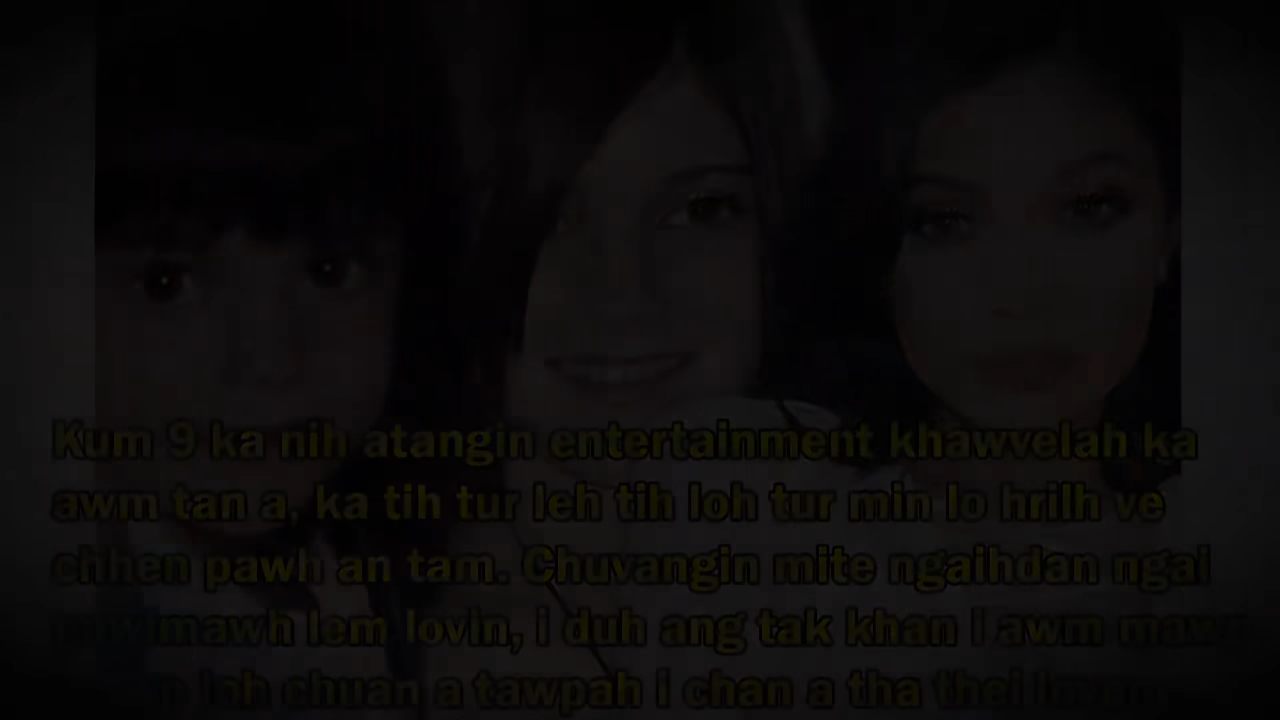 Kum 9 ka nih atangin entertainment khawvelah ka
awm tan a, ka tih tur leh tih loh tur min lo hrilh ve
chhen pawh an tam. Chuvangin mite ngaihdan ngai
lem lovin, i duh ang tak khan i awm
loh chuan a tawpah i chan a tha thei